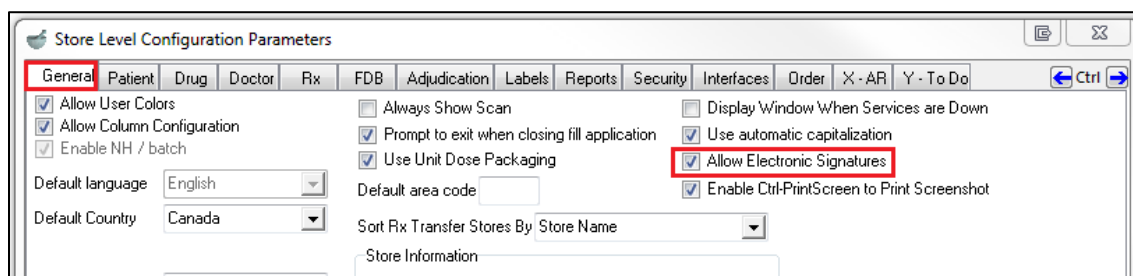 Store Level Configuration Parameters
General Patient Drug Doctor Rx FDB Adjudication Labels Reports Security Interfaces Order X - AR Y - To Do Ctrl
Allow User Colors
Allow Column Configuration
Enable NH / batch
Default language English
Default Country Canada
Always Show Scan
Prompt to exit when closing fill application
Use Unit Dose Packaging
Default area code
Sort Rx Transfer Stores By Store Name
Store Information
Display Window When Services are Down
Use automatic capitalization
Allow Electronic Signatures
Enable Ctrl-PrintScreen to Print Screenshot